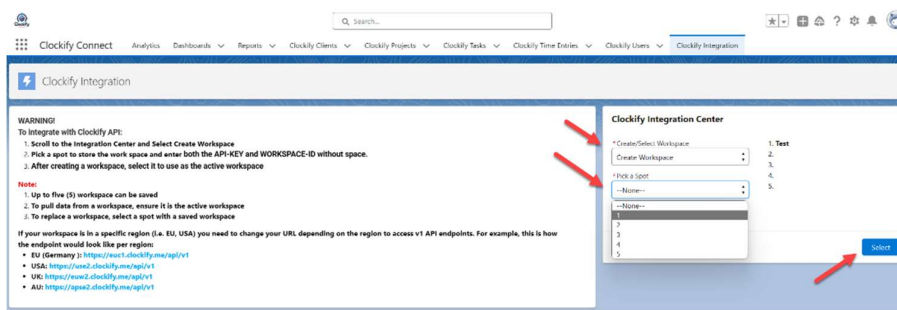 Clockify
Search...
Clockify Connect Analytics Dashboards Reports Clockify Clients Clockify Projects Clockify Tasks Clockify Time Entries Clockify Users Clockify Integration
Clockify Integration
WARNING!
To integrate with Clockify API:
1. Scroll to the Integration Center and Select Create Workspace
2. Pick a spot to store the work space and enter both the API-KEY and WORKSPACE-ID without space.
3. After creating a workspace, select it to use as the active workspace
Note:
1. Up to five (5) workspace can be saved
2. To pull data from a workspace, ensure it is the active workspace
3. To replace a workspace, select a spot with a saved workspace
If your workspace is in a specific region (i.e. EU, USA) you need to change your URL depending on the region to access v1 API endpoints. For example, this is how
the endpoint would look like per region:
• EU (Germany ): https://euc1.clockify.me/api/v1
• USA: https://use2.clockify.me/api/v1
• UK: https://euw2.clockify.me/api/v1
• AU: https://apse2.clockify.me/api/v1
Clockify Integration Center
*Create/Select Workspace
Create Workspace
*Pick a Spot
--None--
--None--
1
2
3
4
5
1. Test
2.
3.
4.
5.
Select